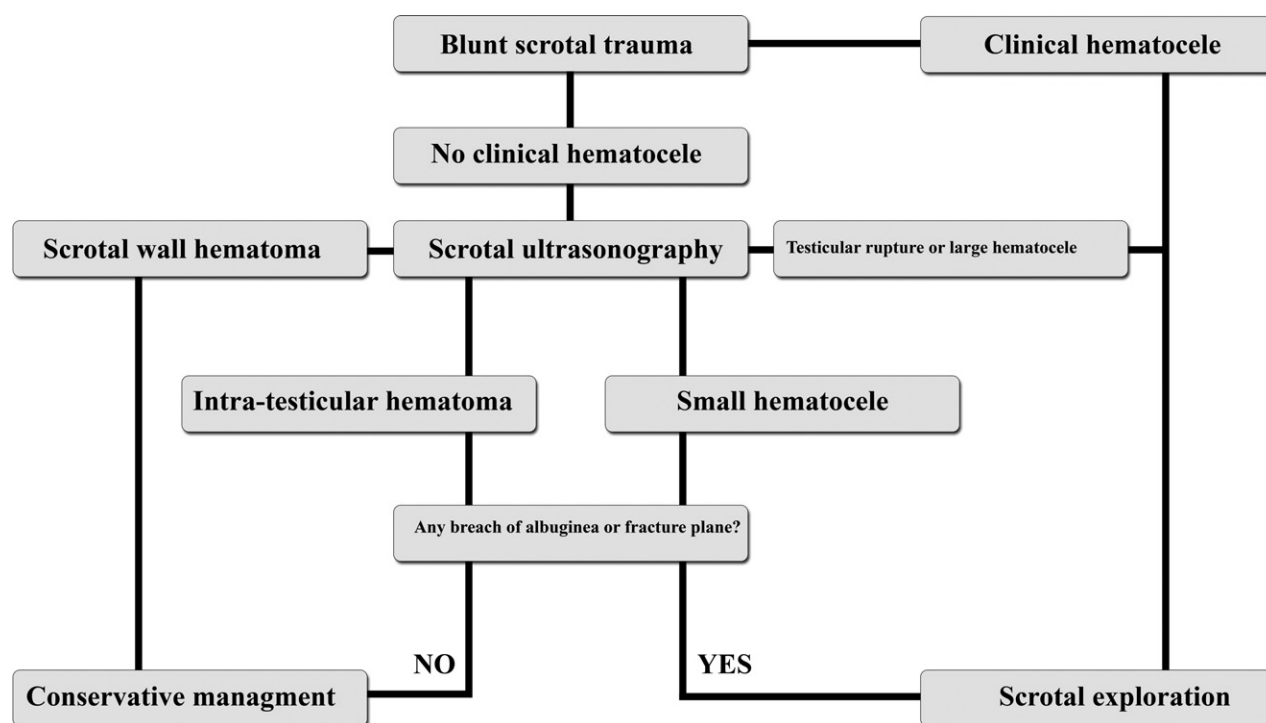 Blunt scrotal trauma
Clinical hematocele
No clinical hematocele
Scrotal wall hematoma
Scrotal ultrasonography
Testicular rupture or large hematocele
Intra-testicular hematoma
Small hematocele
Any breach of albuginea or fracture plane?
NO
YES
Conservative managment
Scrotal exploration